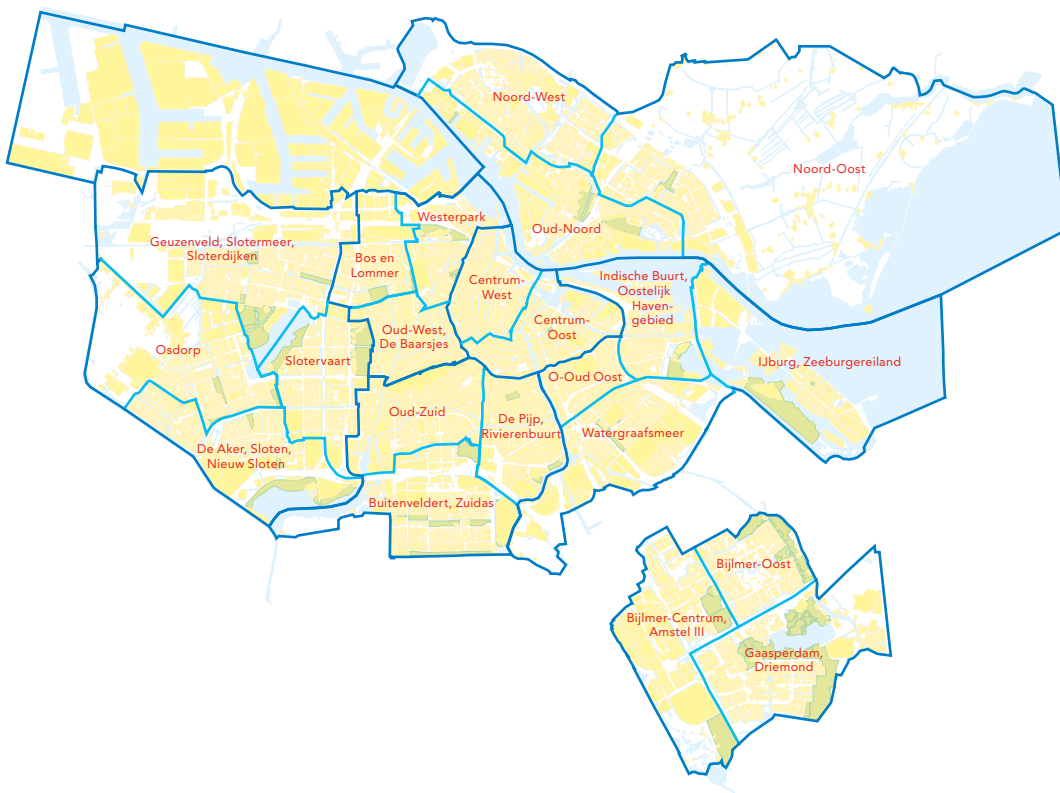 Noord-West
Noord-Oost
Westerpark
Oud-Noord
Geuzenveld, Slotermeer,
Sloterdijken
Bos en
Lommer
Centrum-
West
Indische Buurt,
Oostelijk
Haven-
gebied
Centrum-
Oost
Oud-West,
De Baarsjes
Osdorp
Slotervaart
IJburg, Zeeburgereiland
O-Oud Oost
Oud-Zuid
De Pijp,
Rivierenbuurt
Watergraafsmeer
De Aker, Sloten,
Nieuw Sloten
Buitenveldert, Zuidas
Bijlmer-Oost
Bijlmer-Centrum,
Amstel III
Gaasperdam,
Driemond